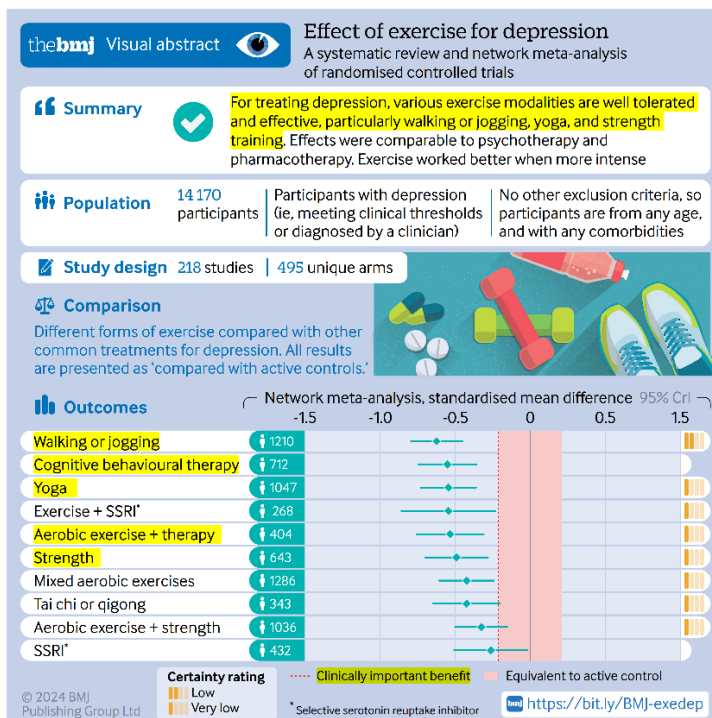 thebmj Visual abstract
Effect of exercise for depression
A systematic review and network meta-analysis
of randomised controlled trials
Summary
For treating depression, various exercise modalities are well tolerated
and effective, particularly walking or jogging, yoga, and strength
training. Effects were comparable to psychotherapy and
pharmacotherapy. Exercise worked better when more intense
Population
14 170
participants
Participants with depression
(ie, meeting clinical thresholds
or diagnosed by a clinician)
No other exclusion criteria, so
participants are from any age,
and with any comorbidities
Study design 218 studies 495 unique arms
Comparison
Different forms of exercise compared with other
common treatments for depression. All results
are presented as ‘compared with active controls.’
Outcomes
Network meta-analysis, standardised mean difference 95% CrI
-1.5 -1.0 -0.5 0 0.5 1.5
Walking or jogging 1210
Cognitive behavioural therapy 712
Yoga 1047
Exercise + SSRI* 268
Aerobic exercise + therapy 404
Strength 643
Mixed aerobic exercises 1286
Tai chi or qigong 343
Aerobic exercise + strength 1036
SSRI* 432
© 2024 BMJ
Publishing Group Ltd
Certainty rating
Low
Very low
Clinically important benefit
Equivalent to active control
* Selective serotonin reuptake inhibitor
bmj https://bit.ly/BMJ-exedep